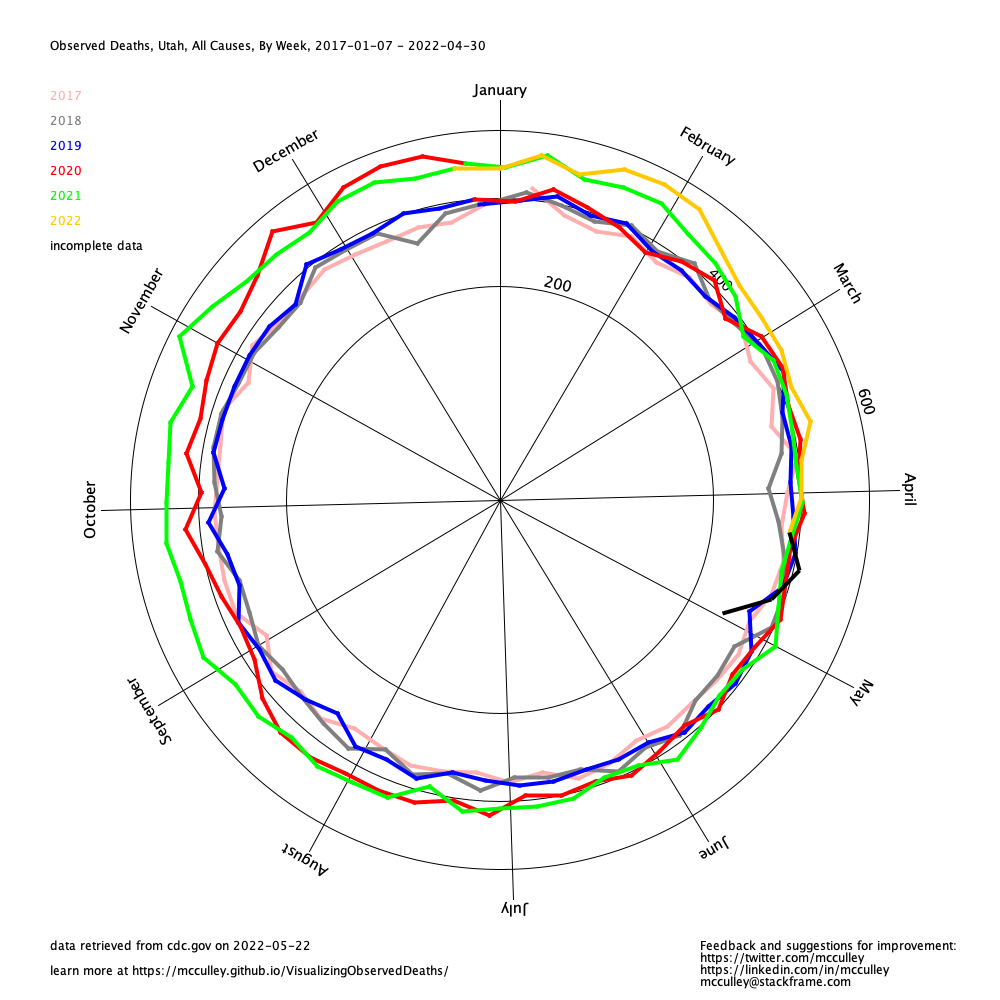 Observed Deaths, Utah, All Causes, By Week, 2017-01-07 - 2022-04-30
2017
2018
2019
2020
2021
2022
incomplete data
January
February
March
April
May
June
July
August
September
October
November
December
200
400
600
data retrieved from cdc.gov on 2022-05-22
learn more at https://mcculley.github.io/VisualizingObservedDeaths/
Feedback and suggestions for improvement:
https://twitter.com/mcculley
https://linkedin.com/in/mcculley
mcculley@stackframe.com